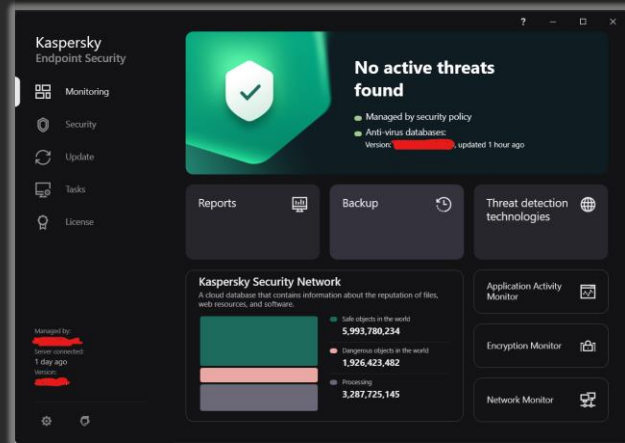 ?
Kaspersky
Endpoint Security
Monitoring
Security
Update
Tasks
License
Managed by:
Server connected:
1 day ago
Version:
No active threats
found
Managed by security policy
Anti-virus databases:
Version: , updated 1 hour ago
Reports
Backup
Threat detection
technologies
Kaspersky Security Network
A cloud database that contains information about the reputation of files,
web resources, and software.
Safe objects in the world
5,993,780,234
Dangerous objects in the world
1,926,423,482
Processing
3,287,725,145
Application Activity
Monitor
Encryption Monitor
Network Monitor